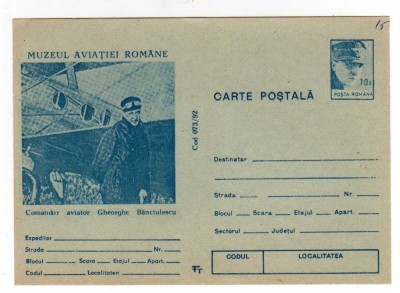 15
MUZEUL AVIAȚIEI ROMÂNE
10L
POȘTA ROMÂNĂ
CARTE POȘTALĂ
Cod 073/92
Destinatar
Strada Nr.
Blocul Scara Etajul Apart.
Sectorul Județul
CODUL LOCALITATEA
Comandor aviator Gheorghe Bănciulescu
Expeditor
Strada Nr.
Blocul Scara Etajul Apart.
Codul Localitatea